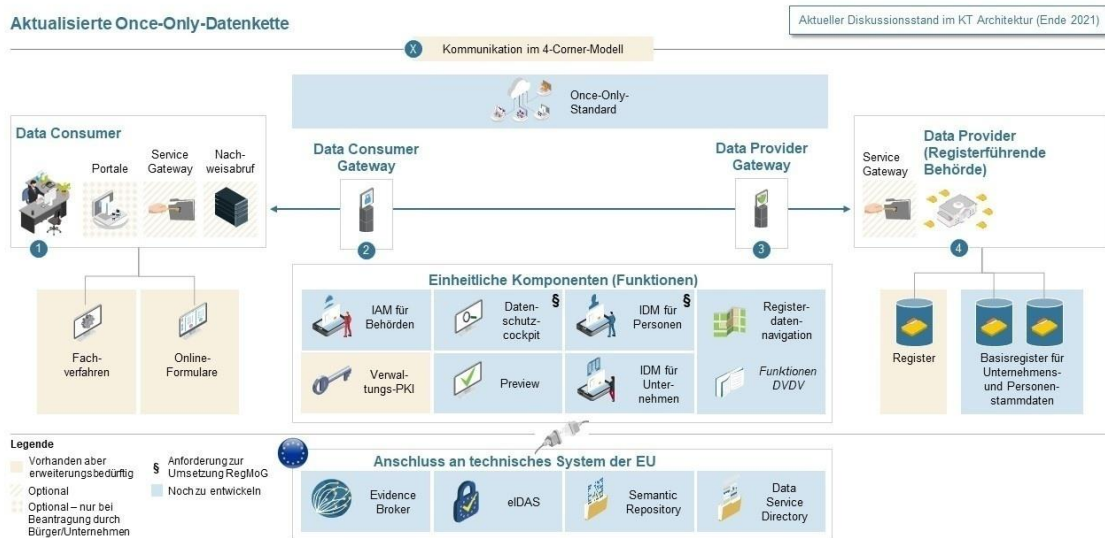 Aktualisierte Once-Only-Datenkette
Aktueller Diskussionsstand im KT Architektur (Ende 2021)
X
Kommunikation im 4-Corner-Modell
Once-Only-
Standard
Data Consumer
Portale
Service
Gateway
Nach-
weisabruf
1
Data Consumer
Gateway
2
Data Provider
Gateway
3
Service
Gateway
Data Provider
(Registerführende
Behörde)
4
Fach-
verfahren
Online-
Formulare
Einheitliche Komponenten (Funktionen)
IAM für
Behörden
Daten-
schutz-
cockpit
§
IDM für
Personen
§
Register-
daten-
navigation
Verwal-
tungs-PKI
Preview
IDM für
Unter-
nehmen
Funktionen
DVDV
Register
Basisregister für
Unternehmens-
und Personen-
stammdaten
Legende
Vorhanden aber
erweiterungsbedürftig
Optional
Optional – nur bei
Beantragung durch
Bürger/Unternehmen
§ Anforderung zur
Umsetzung RegMoG
Noch zu entwickeln
Anschluss an technisches System der EU
Evidence
Broker
eIDAS
Semantic
Repository
Data
Service
Directory